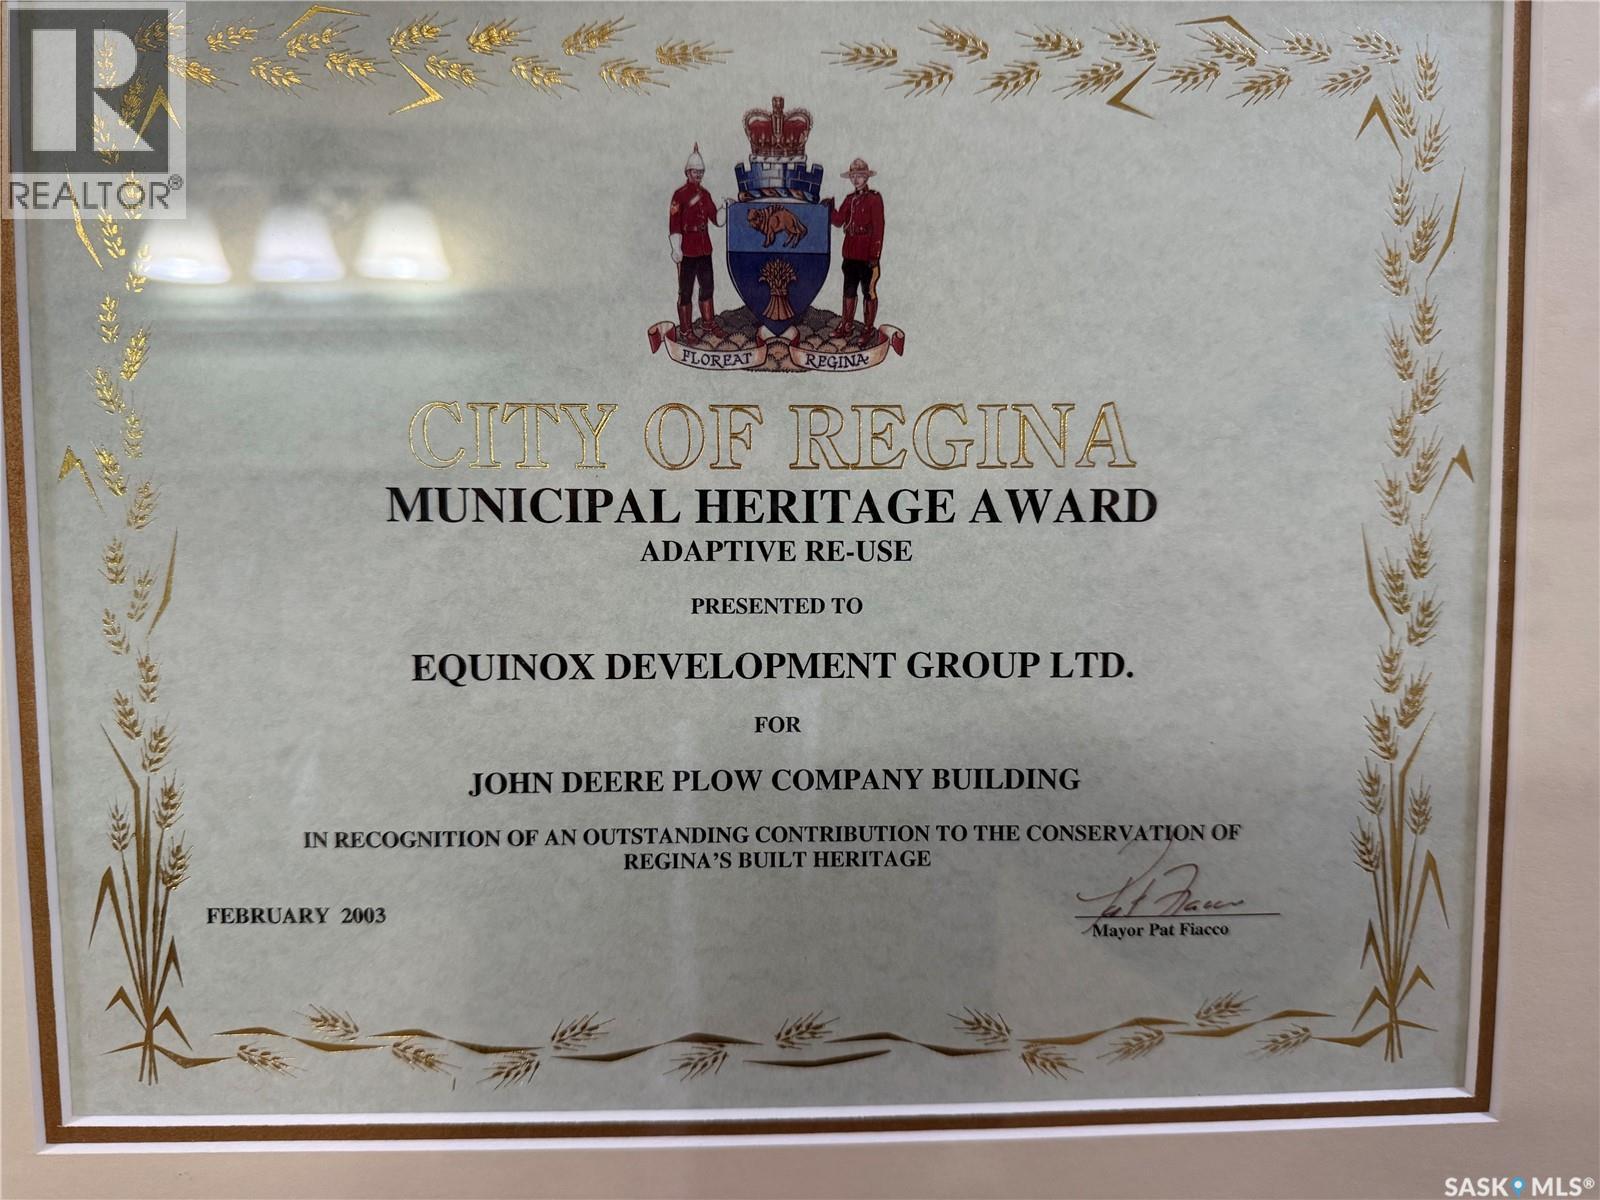 REALTOR®
FLOREAT REGINA
CITY OF REGINA
MUNICIPAL HERITAGE AWARD
ADAPTIVE RE-USE
PRESENTED TO
EQUINOX DEVELOPMENT GROUP LTD.
FOR
JOHN DEERE PLOW COMPANY BUILDING
IN RECOGNITION OF AN OUTSTANDING CONTRIBUTION TO THE CONSERVATION OF
REGINA'S BUILT HERITAGE
Pat Fiacco
FEBRUARY 2003
Mayor Pat Fiacco
SASK MLS®